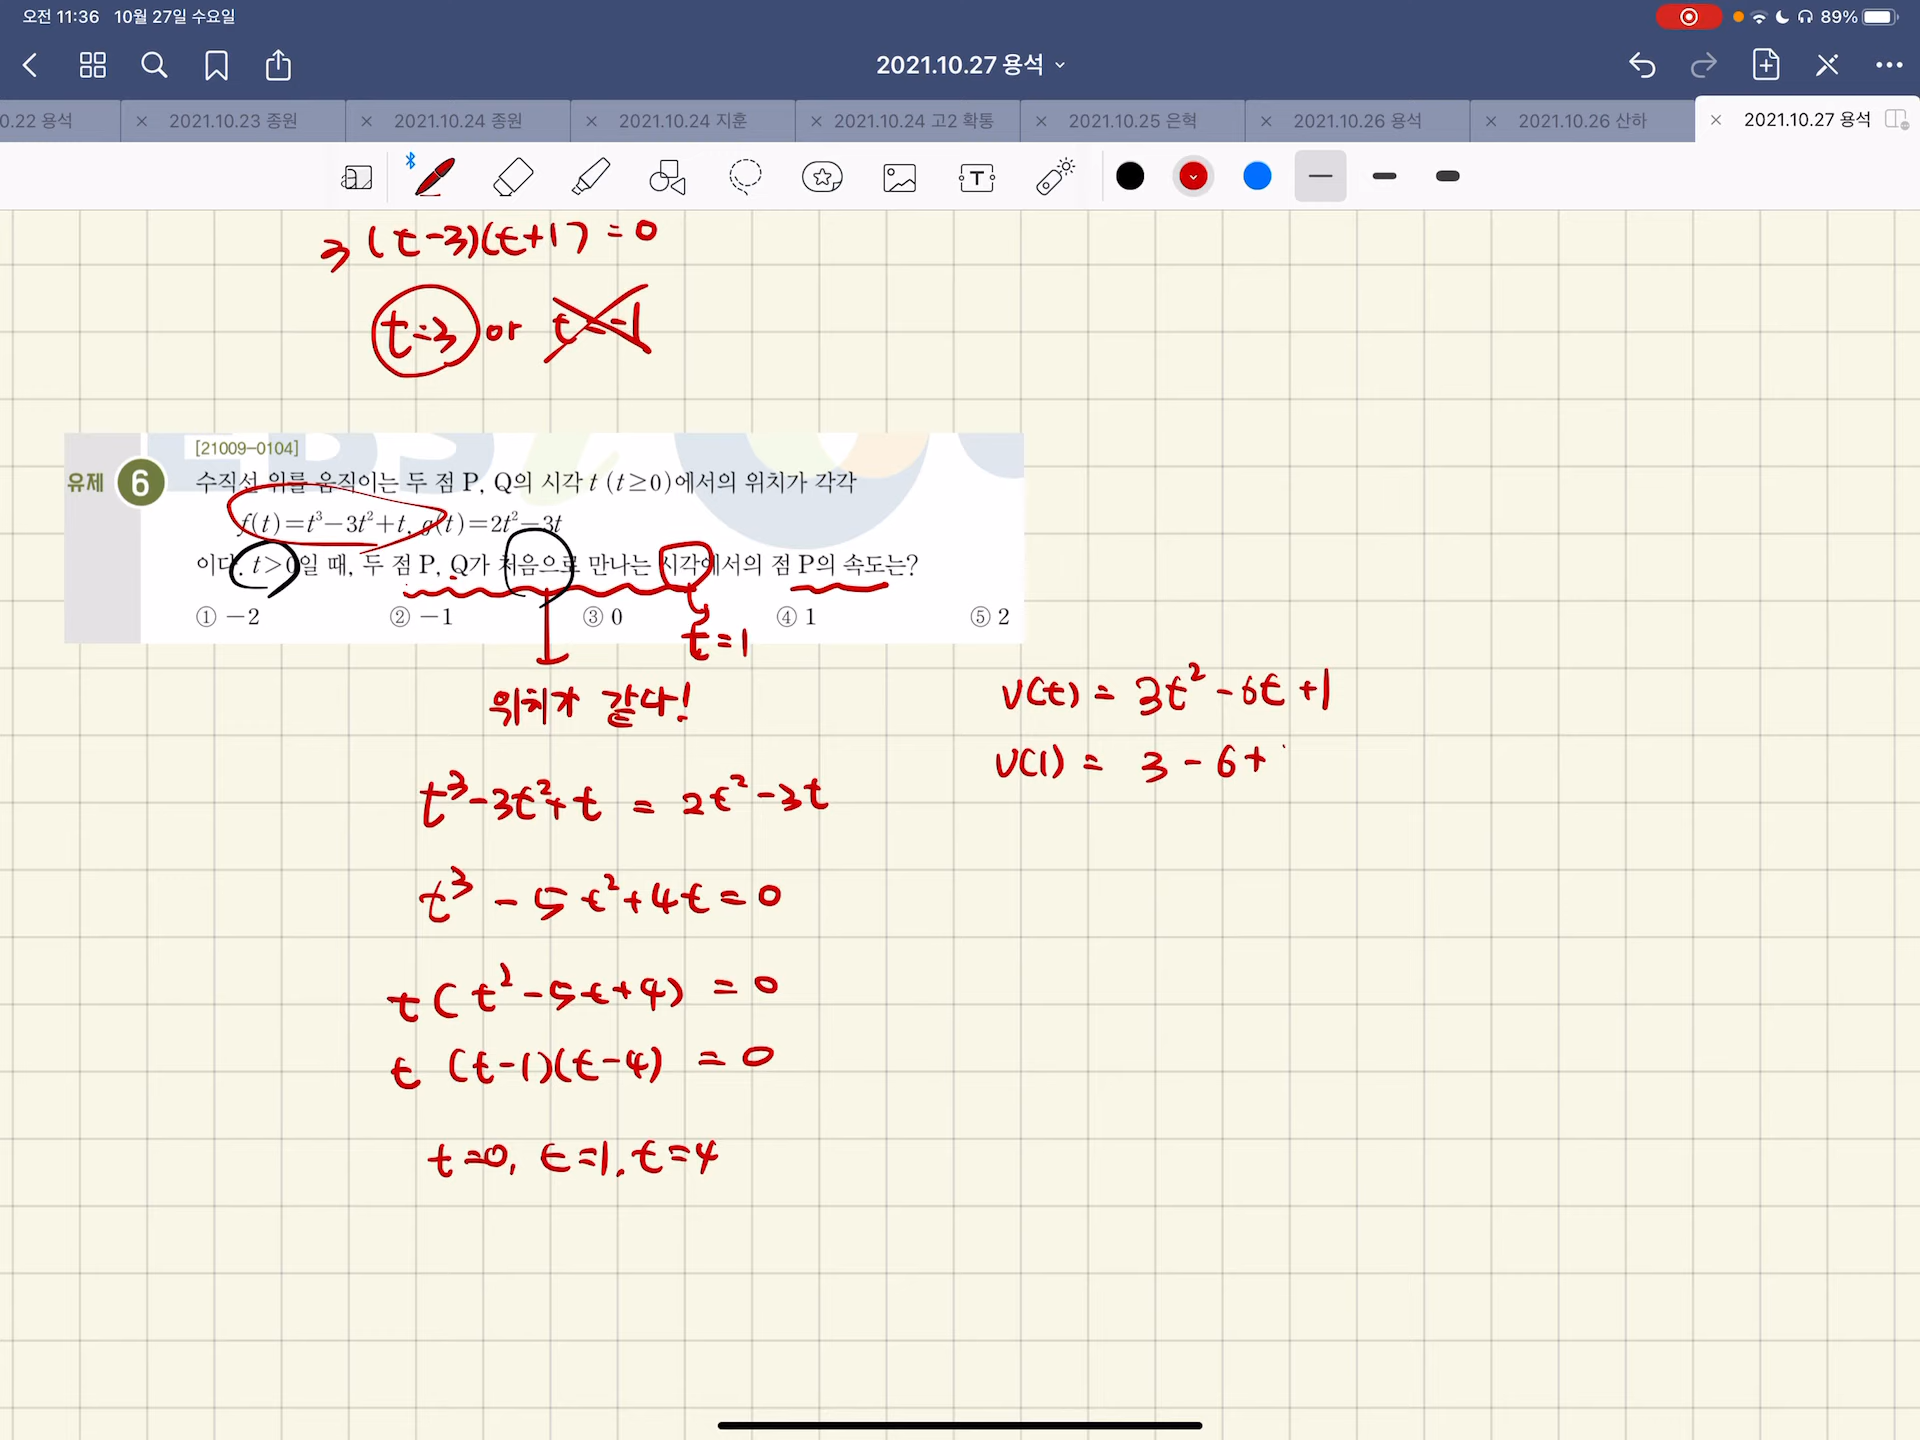 오전 11:36 10월 27일 수요일
89%
2021.10.27 용석
0.22 용석
2021.10.23 종원
2021.10.24 종원
2021.10.24 지훈
2021.10.24 고2 확통
2021.10.25 은혁
2021.10.26 용석
2021.10.26 산하
2021.10.27 용석
⇒ (t-3)(t+1) = 0
t=3 or t=-1
[21009-0104]
유제 6 수직선 위를 움직이는 두 점 P, Q의 시각 t (t≥0)에서의 위치가 각각
f(t)=t³-3t²+t, g(t)=2t²-3t
이다. t>0일 때, 두 점 P, Q가 처음으로 만나는 시각에서의 점 P의 속도는?
① -2 ② -1 ③ 0 ④ 1 ⑤ 2
t=1
위치가 같다!
t³-3t²+t = 2t²-3t
t³ - 5t²+4t = 0
t(t²-5t+4) = 0
t (t-1)(t-4) = 0
t=0, t=1, t=4
V(t) = 3t²-6t+1
V(1) = 3-6+